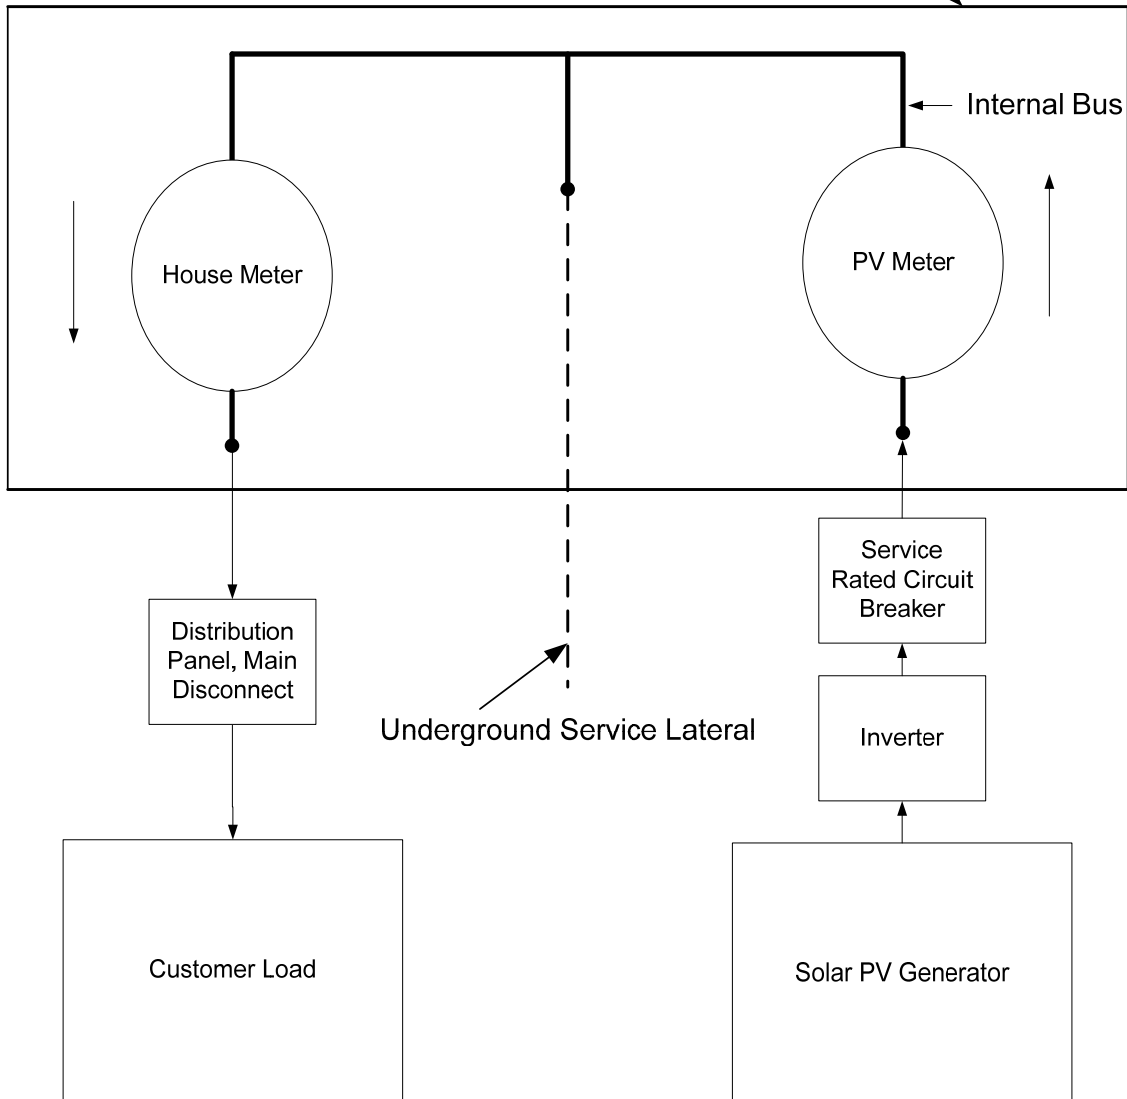 Internal Bus
House Meter
PV Meter
Service
Rated Circuit
Breaker
Distribution
Panel, Main
Disconnect
Underground Service Lateral
Inverter
Customer Load
Solar PV Generator